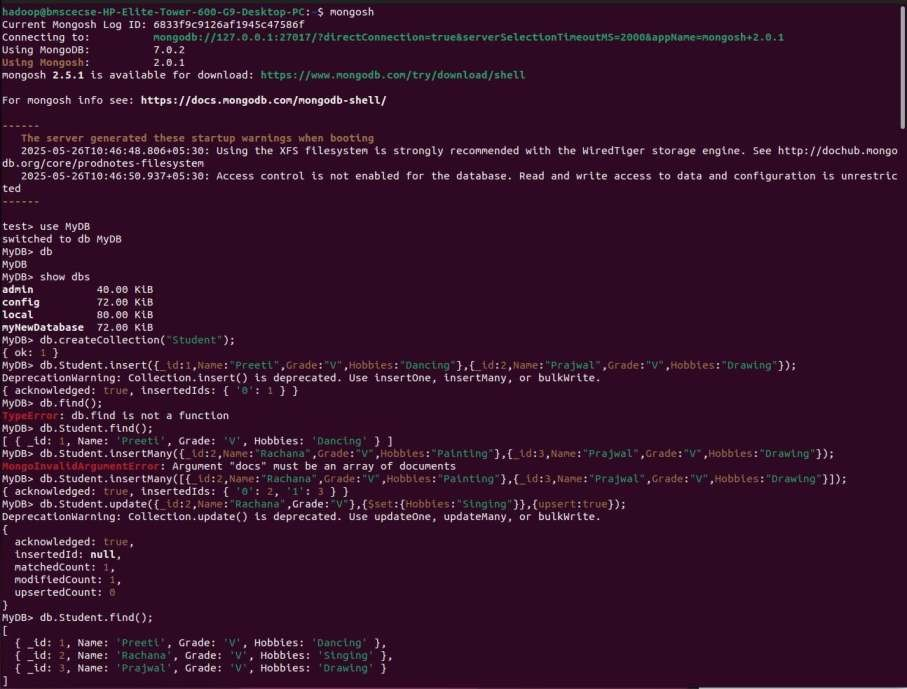 hadoop@bmscecse-HP-Elite-Tower-600-G9-Desktop-PC:~$ mongosh
Current Mongosh Log ID: 6833f9c9126af1945c47586f
Connecting to:          mongodb://127.0.0.1:27017/?directConnection=true&serverSelectionTimeoutMS=2000&appName=mongosh+2.0.1
Using MongoDB:          7.0.2
Using Mongosh:          2.0.1
mongosh 2.5.1 is available for download: https://www.mongodb.com/try/download/shell
For mongosh info see: https://docs.mongodb.com/mongodb-shell/
------
   The server generated these startup warnings when booting
   2025-05-26T10:46:48.806+05:30: Using the XFS filesystem is strongly recommended with the WiredTiger storage engine. See http://dochub.mongo
db.org/core/prodnotes-filesystem
   2025-05-26T10:46:50.937+05:30: Access control is not enabled for the database. Read and write access to data and configuration is unrestric
ted
------
test> use MyDB
switched to db MyDB
MyDB> db
MyDB
MyDB> show dbs
admin          40.00 KiB
config         72.00 KiB
local          80.00 KiB
myNewDatabase  72.00 KiB
MyDB> db.createCollection("Student");
{ ok: 1 }
MyDB> db.Student.insert({_id:1,Name:"Preeti",Grade:"V",Hobbies:"Dancing"},{_id:2,Name:"Prajwal",Grade:"V",Hobbies:"Drawing"});
DeprecationWarning: Collection.insert() is deprecated. Use insertOne, insertMany, or bulkWrite.
{ acknowledged: true, insertedIds: { '0': 1 } }
MyDB> db.find();
TypeError: db.find is not a function
MyDB> db.Student.find();
[ { _id: 1, Name: 'Preeti', Grade: 'V', Hobbies: 'Dancing' } ]
MyDB> db.Student.insertMany({_id:2,Name:"Rachana",Grade:"V",Hobbies:"Painting"},{_id:3,Name:"Prajwal",Grade:"V",Hobbies:"Drawing"});
MongoInvalidArgumentError: Argument "docs" must be an array of documents
MyDB> db.Student.insertMany([{_id:2,Name:"Rachana",Grade:"V",Hobbies:"Painting"},{_id:3,Name:"Prajwal",Grade:"V",Hobbies:"Drawing"}]);
{ acknowledged: true, insertedIds: { '0': 2, '1': 3 } }
MyDB> db.Student.update({_id:2,Name:"Rachana",Grade:"V"},{$set:{Hobbies:"Singing"}},{upsert:true});
DeprecationWarning: Collection.update() is deprecated. Use updateOne, updateMany, or bulkWrite.
{
  acknowledged: true,
  insertedId: null,
  matchedCount: 1,
  modifiedCount: 1,
  upsertedCount: 0
}
MyDB> db.Student.find();
[
  { _id: 1, Name: 'Preeti', Grade: 'V', Hobbies: 'Dancing' },
  { _id: 2, Name: 'Rachana', Grade: 'V', Hobbies: 'Singing' },
  { _id: 3, Name: 'Prajwal', Grade: 'V', Hobbies: 'Drawing' }
]